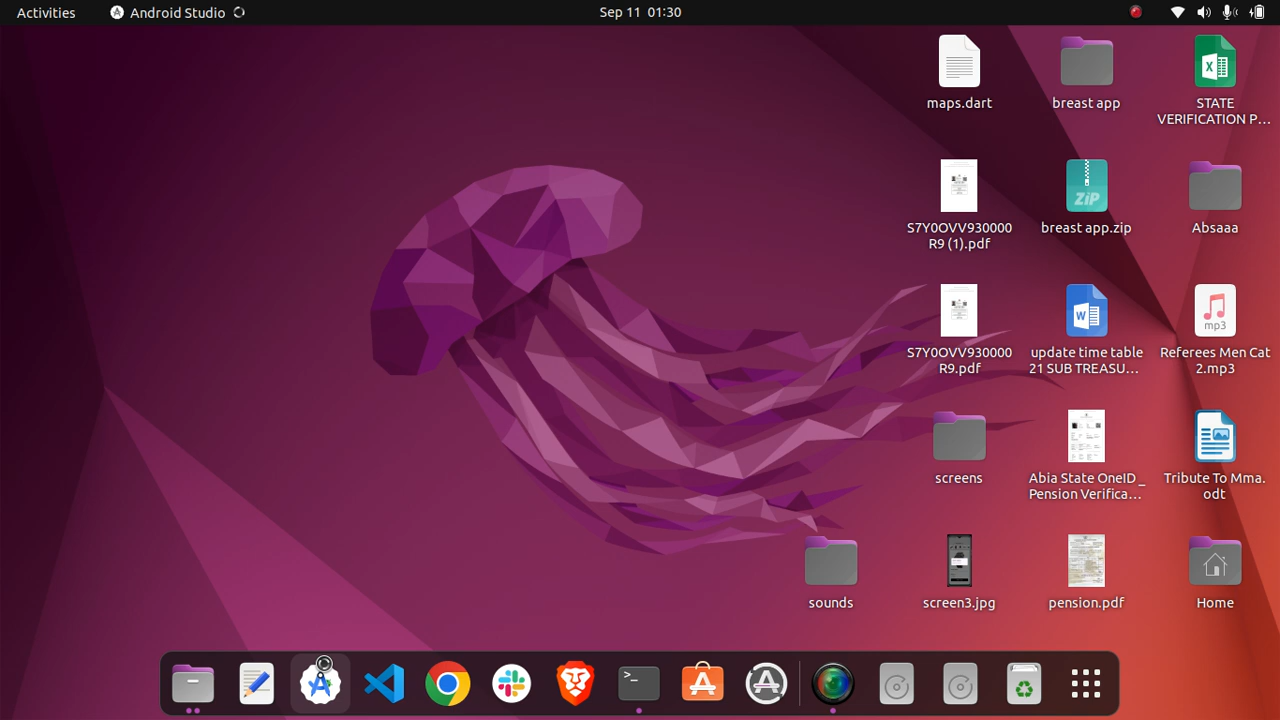 Activities
Android Studio
Sep 11 01:30
maps.dart
breast app
STATE
VERIFICATION P…
S7Y0OVV930000
R9 (1).pdf
breast app.zip
ZiP
Absaaa
S7Y0OVV930000
R9.pdf
update time table
21 SUB TREASU…
mp3
Referees Men Cat
2.mp3
screens
Abia State OneID _
Pension Verifica…
Tribute To Mma.
odt
sounds
screen3.jpg
pension.pdf
Home